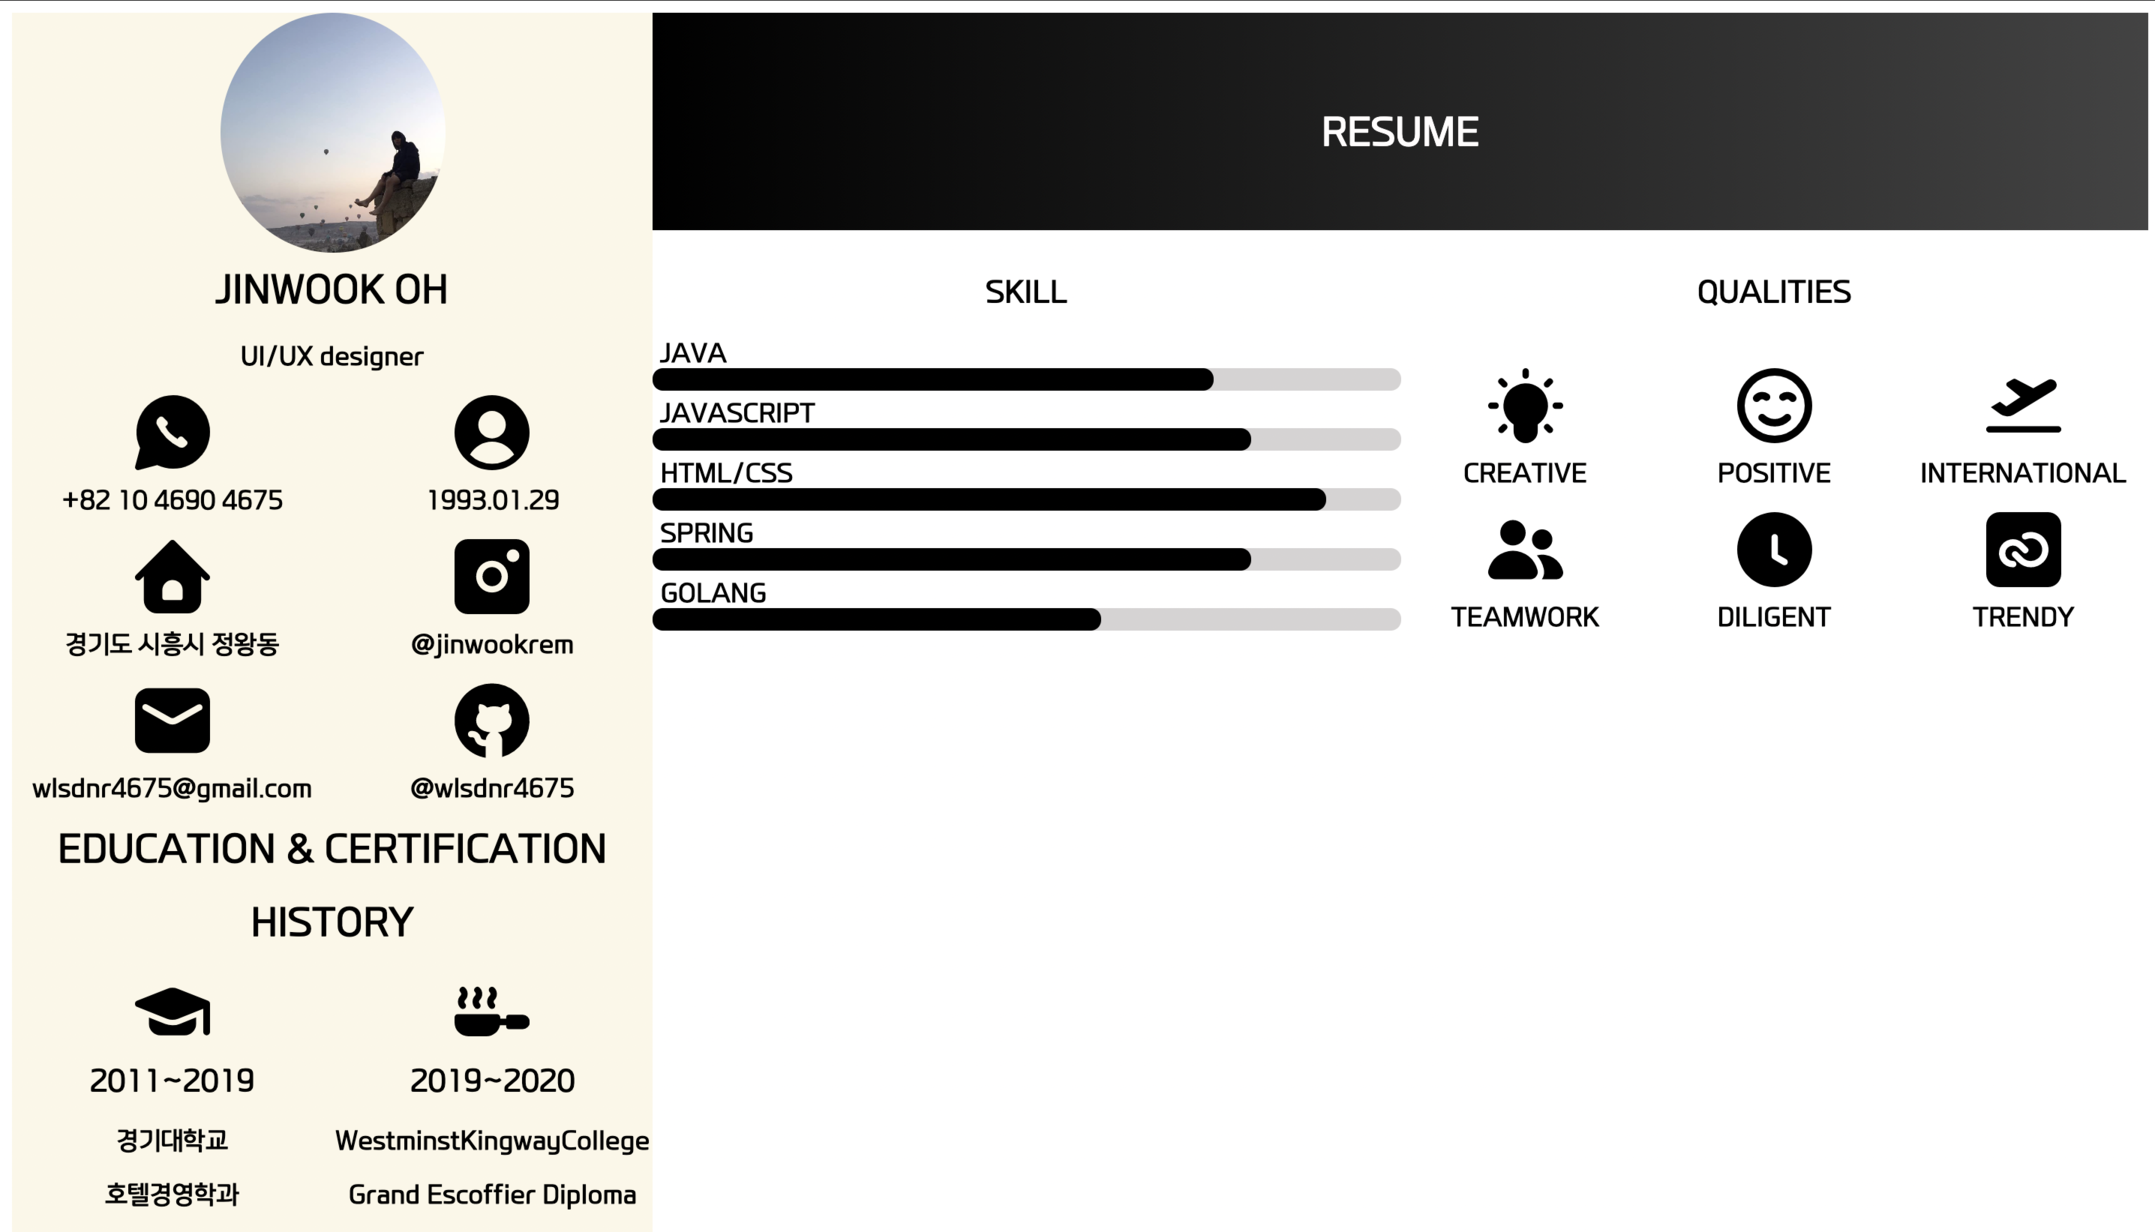 JINWOOK OH
UI/UX designer
+82 10 4690 4675
1993.01.29
경기도 시흥시 정왕동
@jinwookrem
wlsdnr4675@gmail.com
@wlsdnr4675
EDUCATION & CERTIFICATION
HISTORY
2011~2019
경기대학교
호텔경영학과
2019~2020
WestminstKingwayCollege
Grand Escoffier Diploma
RESUME
SKILL
JAVA
JAVASCRIPT
HTML/CSS
SPRING
GOLANG
QUALITIES
CREATIVE
POSITIVE
INTERNATIONAL
TEAMWORK
DILIGENT
TRENDY